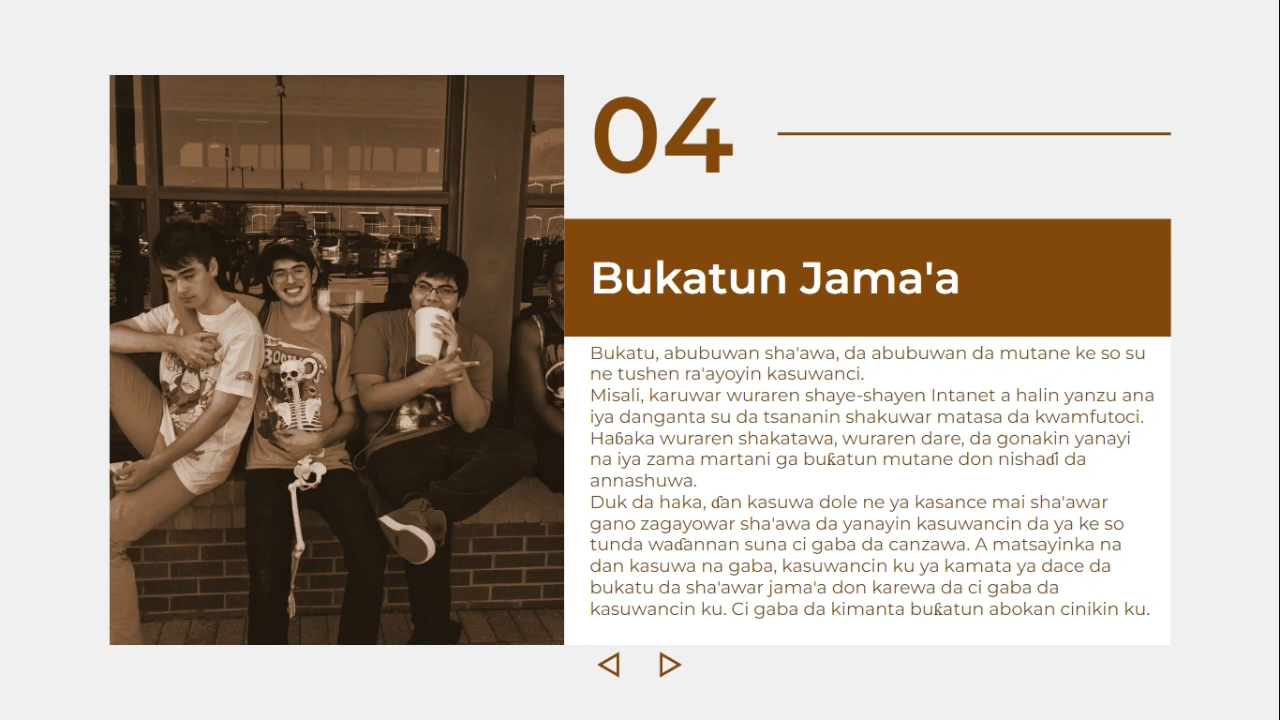 04
Bukatun Jama'a
Bukatu, abubuwan sha'awa, da abubuwan da mutane ke so su
ne tushen ra'ayoyin kasuwanci.
Misali, karuwar wuraren shaye-shayen Intanet a halin yanzu ana
iya danganta su da tsananin shakuwar matasa da kwamfutoci.
Haɓaka wuraren shakatawa, wuraren dare, da gonakin yanayi
na iya zama martani ga buƙatun mutane don nishaɗi da
annashuwa.
Duk da haka, ɗan kasuwa dole ne ya kasance mai sha'awar
gano zagayowar sha'awa da yanayin kasuwancin da ya ke so
tunda waɗannan suna ci gaba da canzawa. A matsayinka na
dan kasuwa na gaba, kasuwancin ku ya kamata ya dace da
bukatu da sha'awar jama'a don karewa da ci gaba da
kasuwancin ku. Ci gaba da kimanta buƙatun abokan cinikin ku.